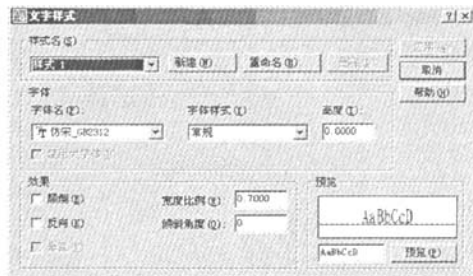 文字样式
样式名(S)
样式 1
新建(N)... 重命名(R)...
取消
帮助(H)
字体
字体名(F): 字体样式(Y): 高度(T):
仿宋_GB2312 常规 0.0000
效果
颠倒(E) 宽度比例(W): 0.7000
反向(K) 倾斜角度(O): 0
预览
AaBbCcD
AaBbCcD 预览(P)